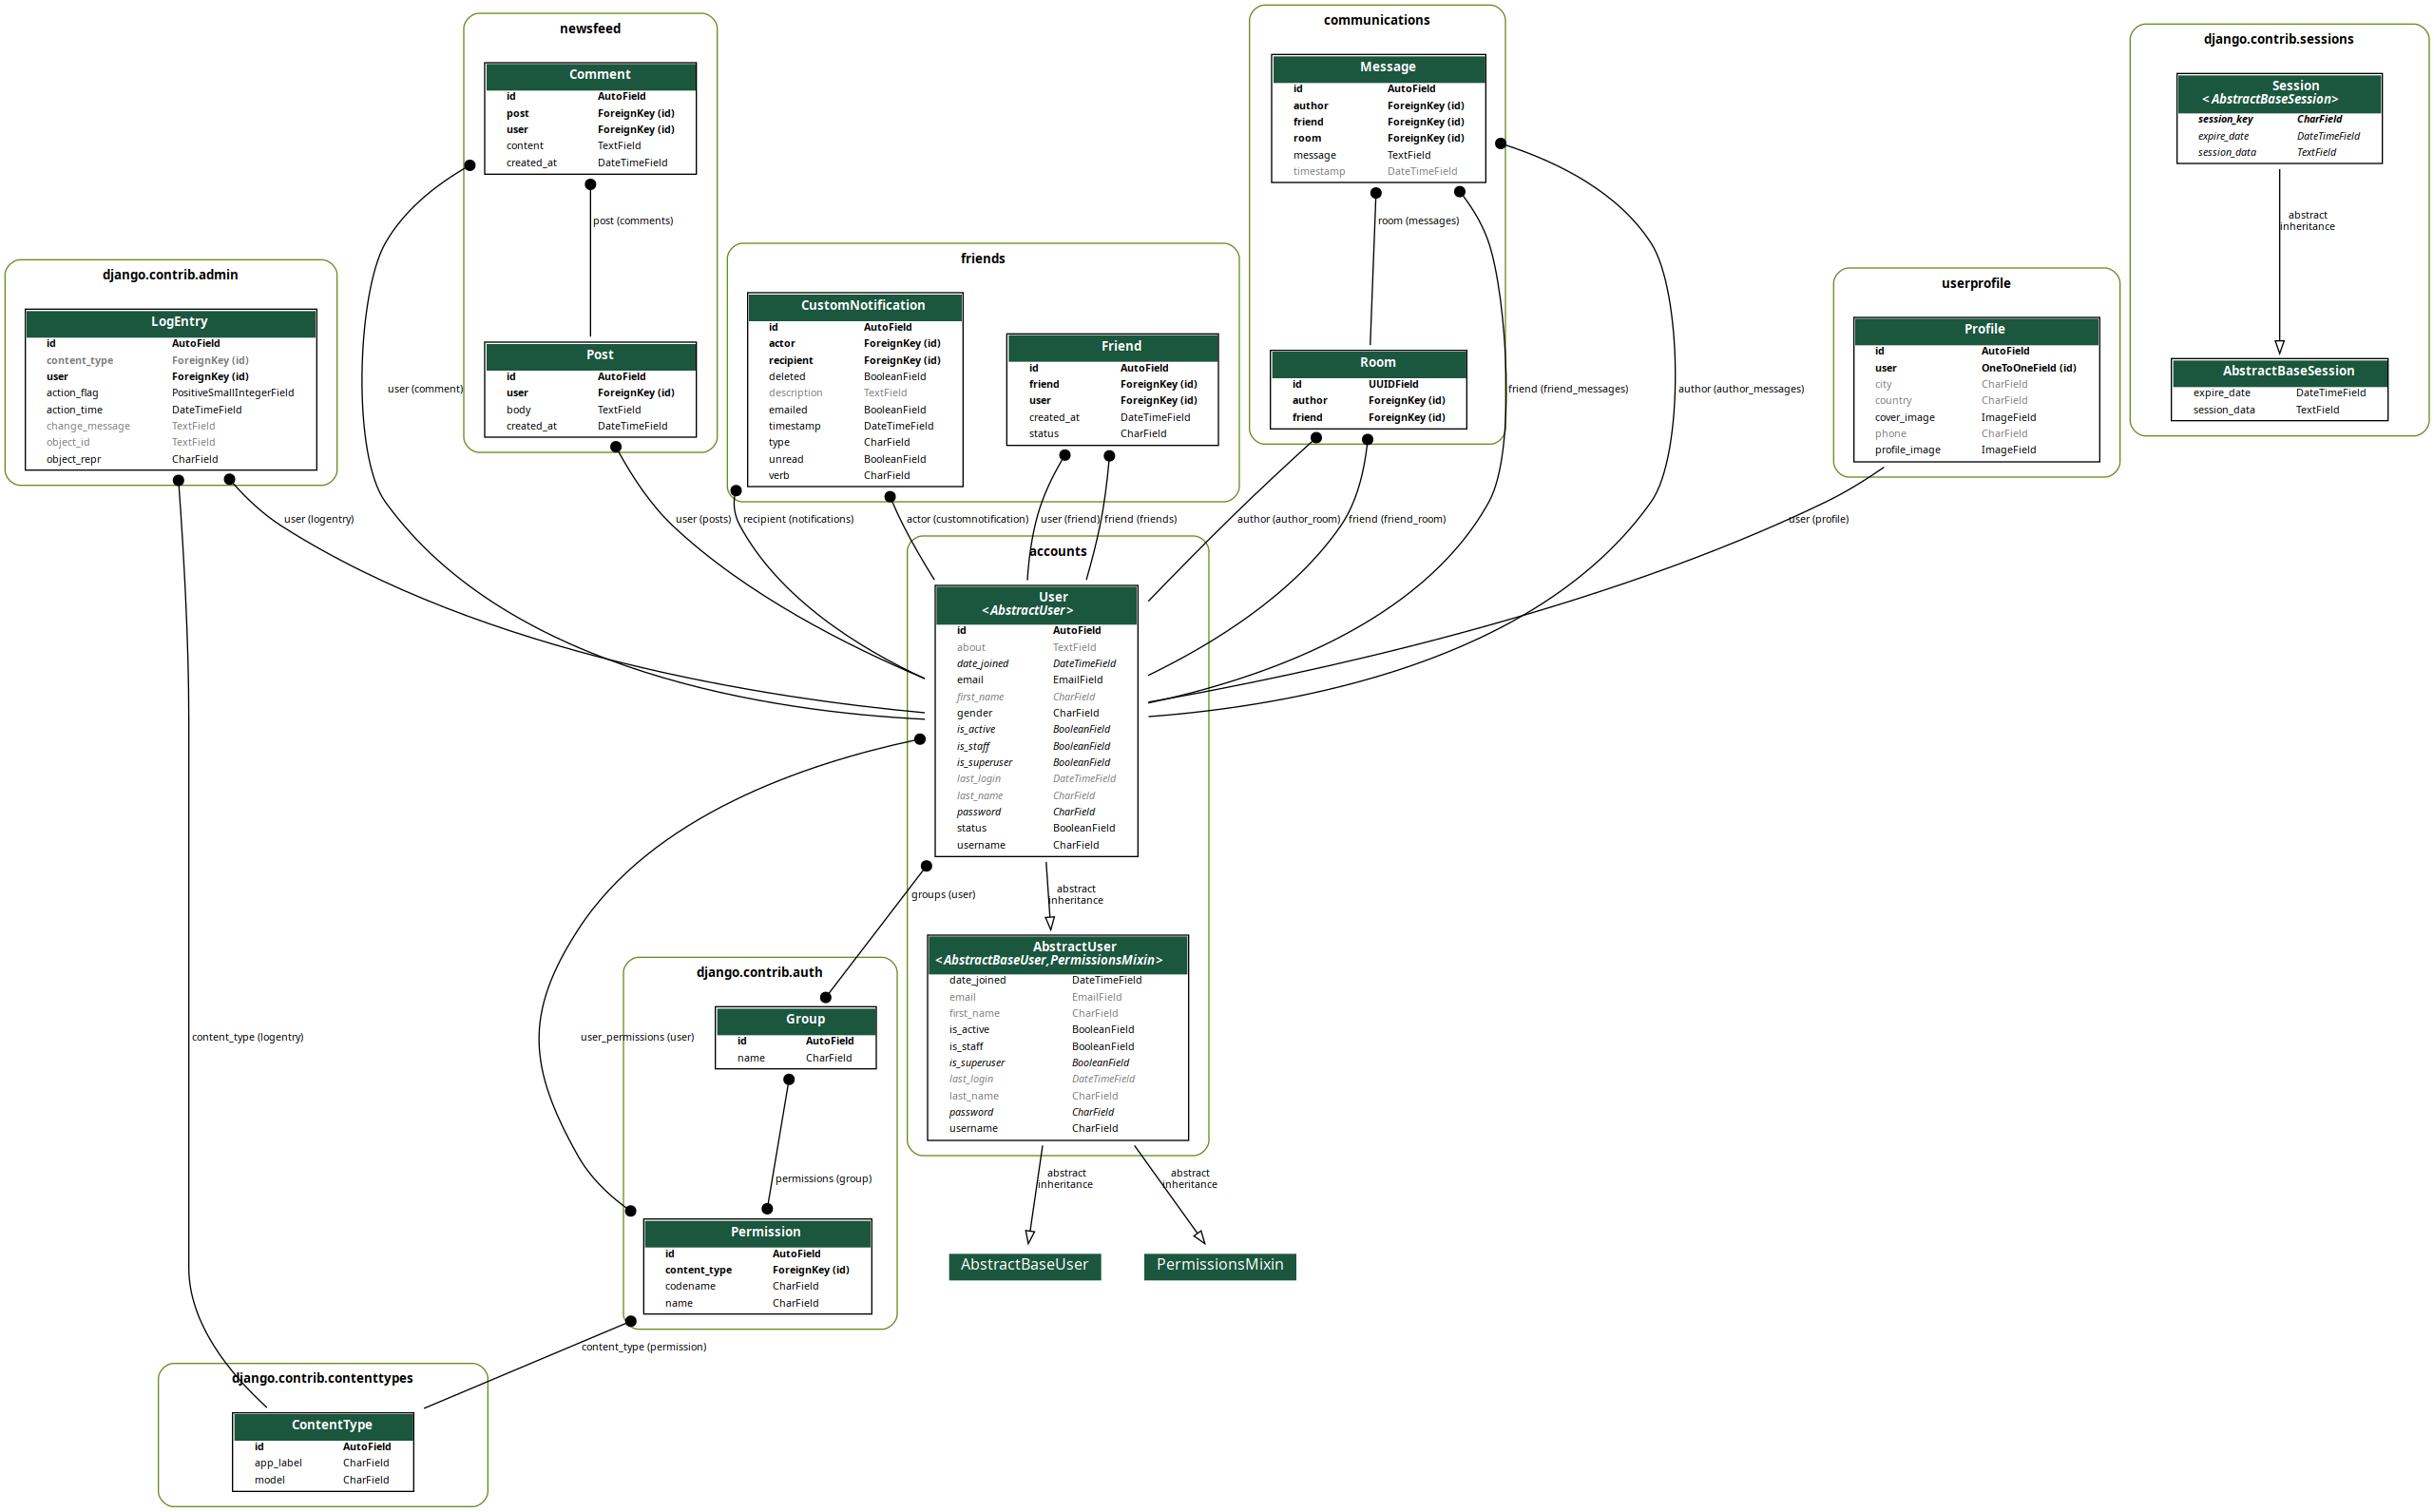 newsfeed
Comment
id AutoField
post ForeignKey (id)
user ForeignKey (id)
content TextField
created_at DateTimeField
post (comments)
Post
id AutoField
user ForeignKey (id)
body TextField
created_at DateTimeField
communications
Message
id AutoField
author ForeignKey (id)
friend ForeignKey (id)
room ForeignKey (id)
message TextField
timestamp DateTimeField
room (messages)
Room
id UUIDField
author ForeignKey (id)
friend ForeignKey (id)
django.contrib.sessions
Session
<AbstractBaseSession>
session_key CharField
expire_date DateTimeField
session_data TextField
abstract
inheritance
AbstractBaseSession
expire_date DateTimeField
session_data TextField
django.contrib.admin
LogEntry
id AutoField
content_type ForeignKey (id)
user ForeignKey (id)
action_flag PositiveSmallIntegerField
action_time DateTimeField
change_message TextField
object_id TextField
object_repr CharField
friends
CustomNotification
id AutoField
actor ForeignKey (id)
recipient ForeignKey (id)
deleted BooleanField
description TextField
emailed BooleanField
timestamp DateTimeField
type CharField
unread BooleanField
verb CharField
Friend
id AutoField
friend ForeignKey (id)
user ForeignKey (id)
created_at DateTimeField
status CharField
userprofile
Profile
id AutoField
user OneToOneField (id)
city CharField
country CharField
cover_image ImageField
phone CharField
profile_image ImageField
user (comment)
friend (friend_messages)
author (author_messages)
user (logentry)
user (posts)
recipient (notifications)
actor (customnotification)
user (friend)
friend (friends)
author (author_room)
friend (friend_room)
user (profile)
accounts
User
<AbstractUser>
id AutoField
about TextField
date_joined DateTimeField
email EmailField
first_name CharField
gender CharField
is_active BooleanField
is_staff BooleanField
is_superuser BooleanField
last_login DateTimeField
last_name CharField
password CharField
status BooleanField
username CharField
groups (user)
abstract
inheritance
AbstractUser
<AbstractBaseUser,PermissionsMixin>
date_joined DateTimeField
email EmailField
first_name CharField
is_active BooleanField
is_staff BooleanField
is_superuser BooleanField
last_login DateTimeField
last_name CharField
password CharField
username CharField
django.contrib.auth
Group
id AutoField
name CharField
content_type (logentry)
user_permissions (user)
permissions (group)
abstract
inheritance
abstract
inheritance
Permission
id AutoField
content_type ForeignKey (id)
codename CharField
name CharField
AbstractBaseUser
PermissionsMixin
content_type (permission)
django.contrib.contenttypes
ContentType
id AutoField
app_label CharField
model CharField